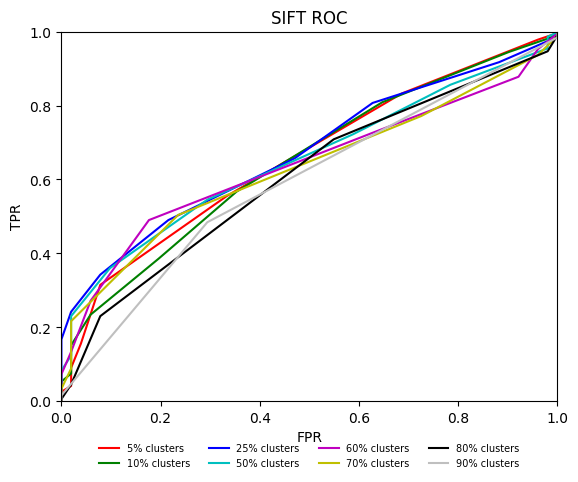 SIFT ROC
1.0
0.8
0.6
0.4
0.2
0.0
TPR
0.0 0.2 0.4 0.6 0.8 1.0
FPR
5% clusters 25% clusters 60% clusters 80% clusters
10% clusters 50% clusters 70% clusters 90% clusters